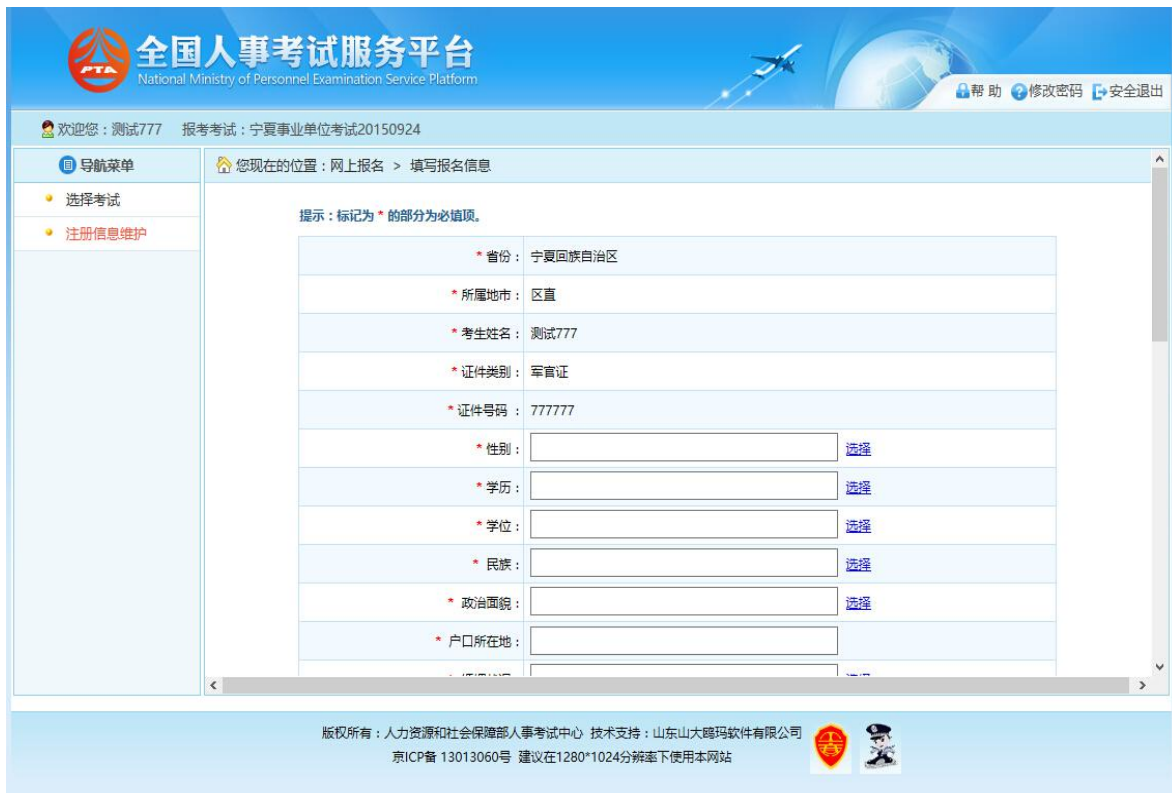 全国人事考试服务平台
National Ministry of Personnel Examination Service Platform
PTA
帮 助 修改密码 安全退出
欢迎您：测试777 报考考试：宁夏事业单位考试20150924
导航菜单
选择考试
注册信息维护
您现在的位置：网上报名 > 填写报名信息
提示：标记为 * 的部分为必填项。
* 省份： 宁夏回族自治区
* 所属地市： 区直
* 考生姓名： 测试777
* 证件类别： 军官证
* 证件号码 ： 777777
* 性别： 选择
* 学历： 选择
* 学位： 选择
* 民族： 选择
* 政治面貌： 选择
* 户口所在地：
版权所有：人力资源和社会保障部人事考试中心 技术支持：山东山大鸥玛软件有限公司
京ICP备 13013060号 建议在1280*1024分辨率下使用本网站